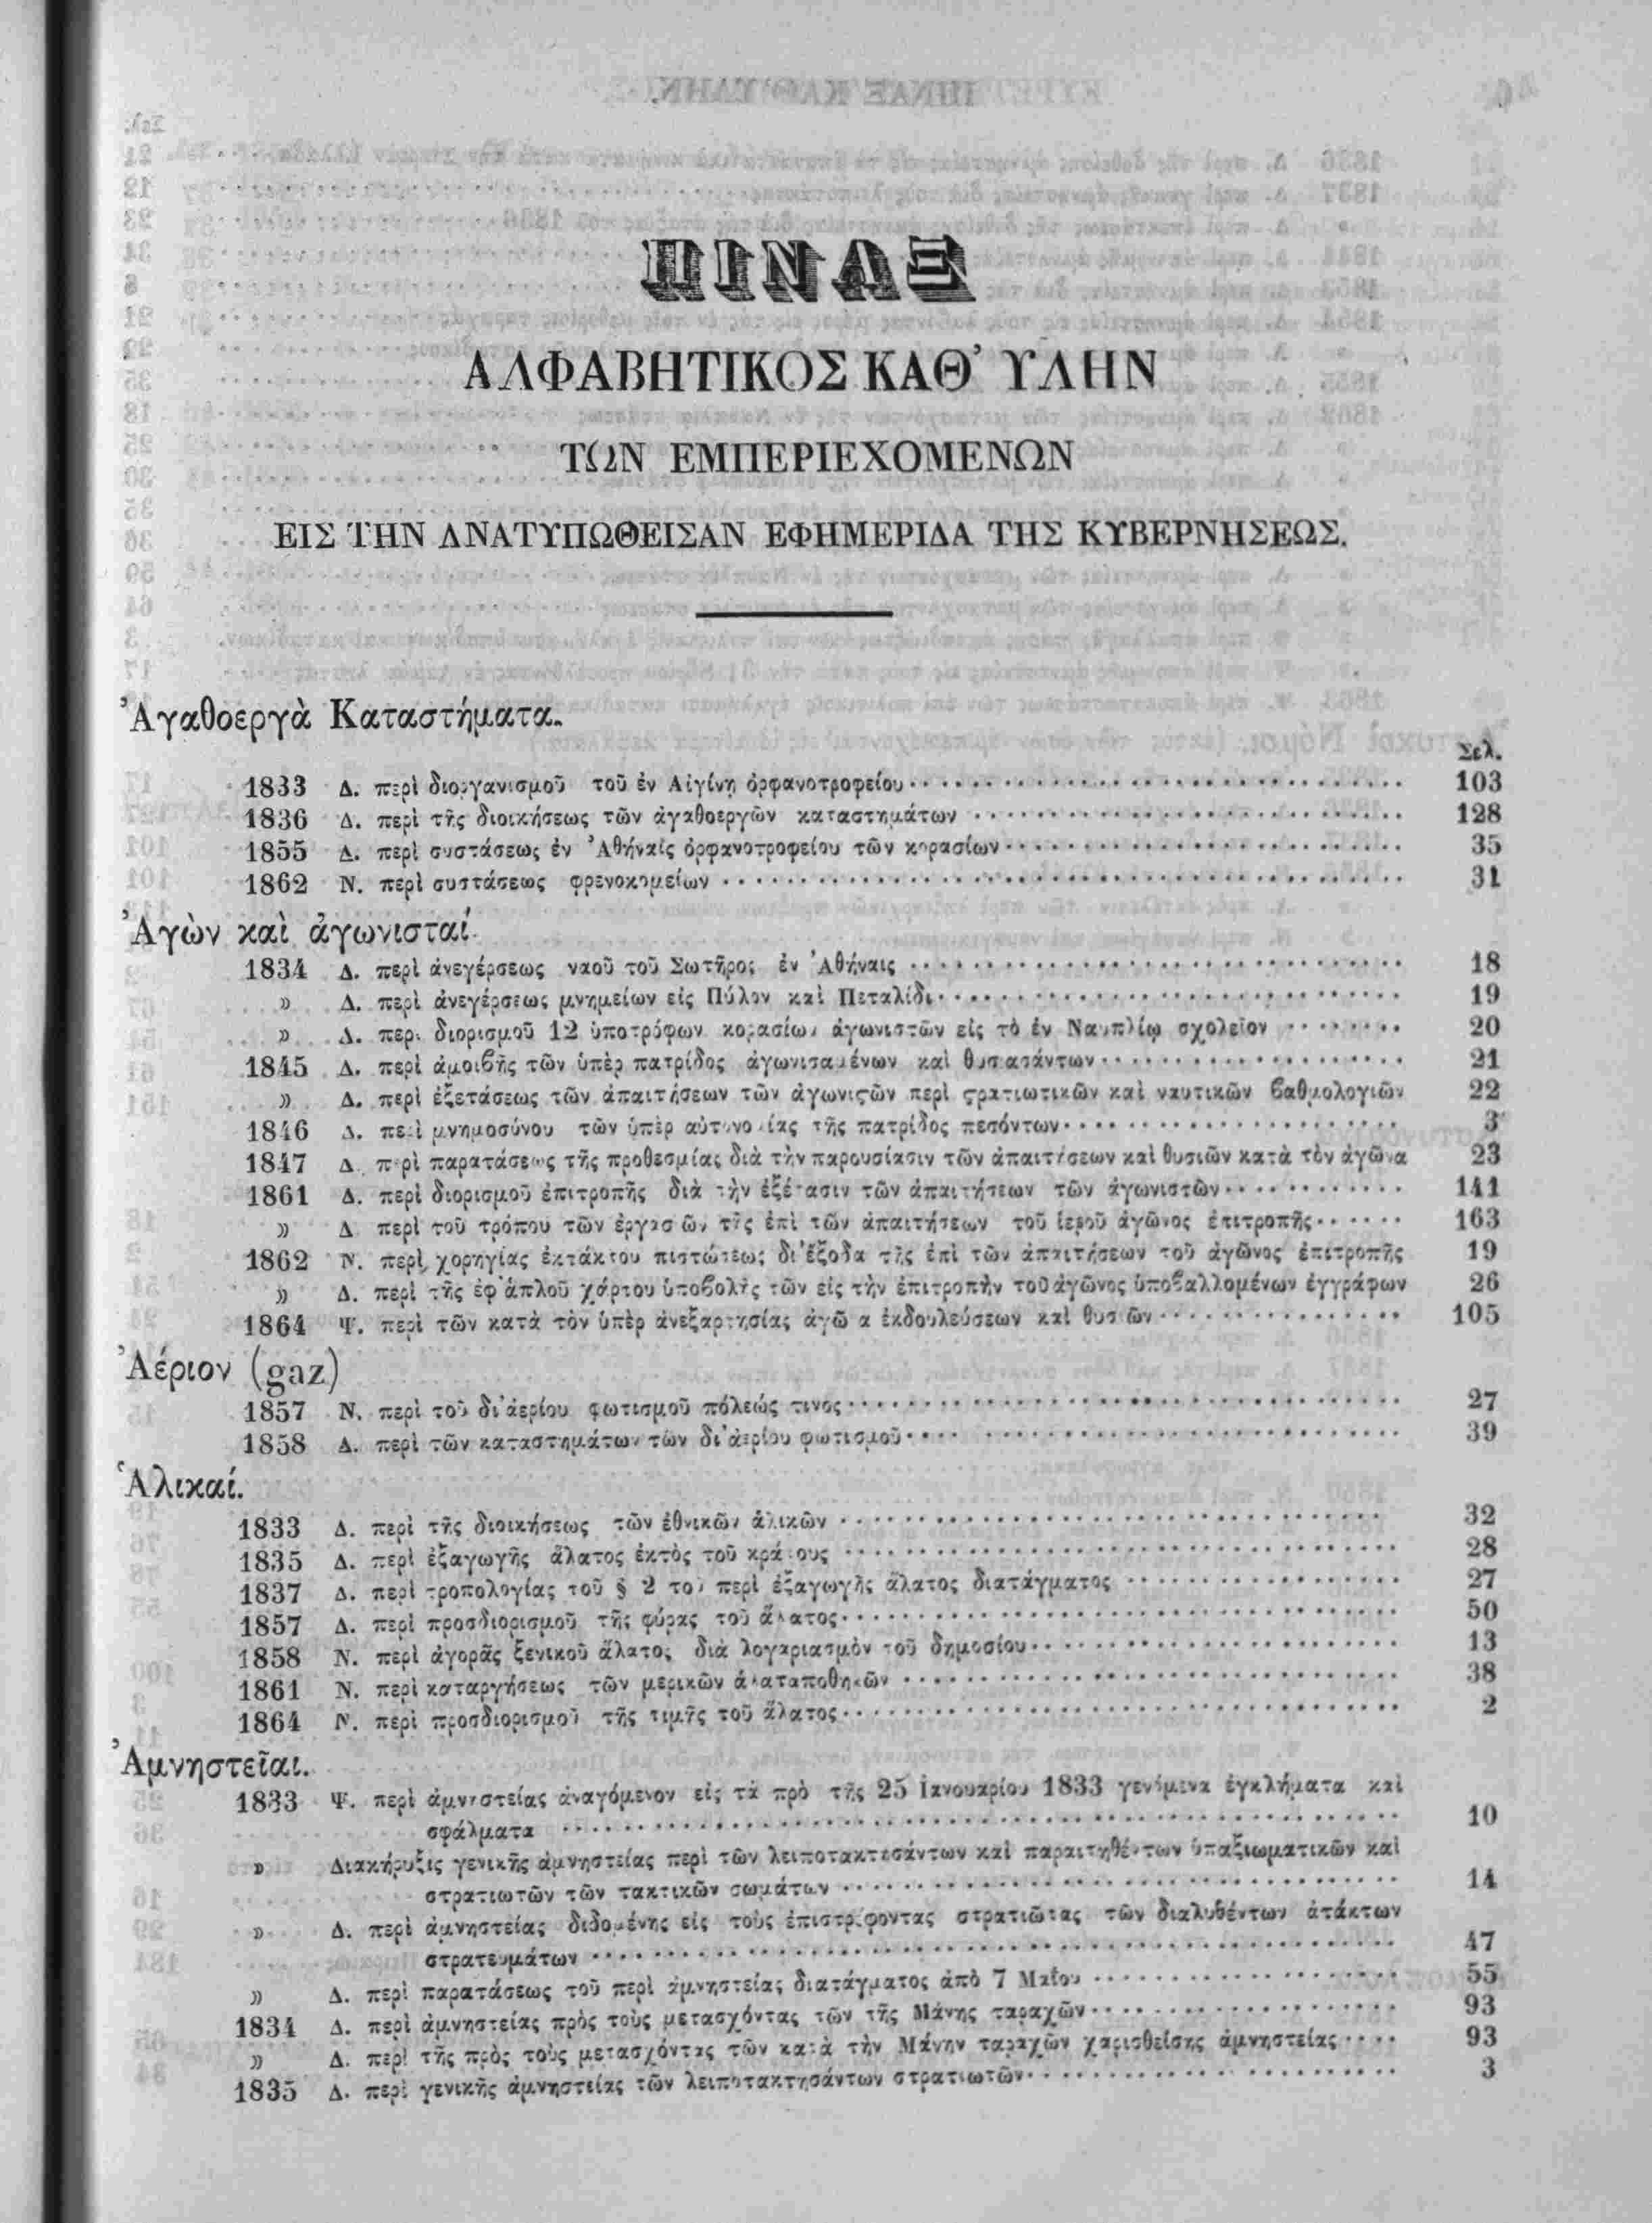 ΠΙΝΑΞ
ΑΛΦΑΒΗΤΙΚΟΣ ΚΑΘ' ΥΛΗΝ
ΤΩΝ ΕΜΠΕΡΙΕΧΟΜΕΝΩΝ
ΕΙΣ ΤΗΝ ΑΝΑΤΥΠΩΘΕΙΣΑΝ ΕΦΗΜΕΡΙΔΑ ΤΗΣ ΚΥΒΕΡΝΗΣΕΩΣ.
Ἀγαθοεργὰ Καταστήματα.
Σελ.
1833 Δ. περὶ διοργανισμοῦ τοῦ ἐν Αἰγίνῃ ὀρφανοτροφείου 103
1836 Δ. περὶ τῆς διοικήσεως τῶν ἀγαθοεργῶν καταστημάτων 128
1855 Δ. περὶ συστάσεως ἐν Ἀθήναις ὀρφανοτροφείου τῶν κορασίων 35
1862 Ν. περὶ συστάσεως φρενοκομείων 31
Ἀγὼν καὶ ἀγωνισταί
1834 Δ. περὶ ἀνεγέρσεως ναοῦ τοῦ Σωτῆρος ἐν Ἀθήναις 18
» Δ. περὶ ἀνεγέρσεως μνημείων εἰς Πύλον καὶ Πεταλίδι 19
» Δ. περὶ διορισμοῦ 12 ὑποτρόφων κορασίων ἀγωνιστῶν εἰς τὸ ἐν Ναυπλίῳ σχολεῖον 20
1845 Δ. περὶ ἀμοιβῆς τῶν ὑπὲρ πατρίδος ἀγωνισαμένων καὶ θυσιασάντων 21
» Δ. περὶ ἐξετάσεως τῶν ἀπαιτήσεων τῶν ἀγωνιςῶν περὶ ςρατιωτικῶν καὶ ναυτικῶν βαθμολογιῶν 22
1846 Δ. περὶ μνημοσύνου τῶν ὑπὲρ αὐτονομίας τῆς πατρίδος πεσόντων 3
1847 Δ. περὶ παρατάσεως τῆς προθεσμίας διὰ τὴν παρουσίασιν τῶν ἀπαιτήσεων καὶ θυσιῶν κατὰ τὸν ἀγῶνα 23
1861 Δ. περὶ διορισμοῦ ἐπιτροπῆς διὰ τὴν ἐξέτασιν τῶν ἀπαιτήσεων τῶν ἀγωνιστῶν 141
» Δ περὶ τοῦ τρόπου τῶν ἐργασιῶν τῆς ἐπὶ τῶν ἀπαιτήσεων τοῦ ἱεροῦ ἀγῶνος ἐπιτροπῆς 163
1862 Ν. περὶ χορηγίας ἐκτάκτου πιστώσεως δι' ἔξοδα τῆς ἐπὶ τῶν ἀπαιτήσεων τοῦ ἀγῶνος ἐπιτροπῆς 19
» Δ. περὶ τῆς ἐφ' ἁπλοῦ χάρτου ὑποβολῆς τῶν εἰς τὴν ἐπιτροπὴν τοῦ ἀγῶνος ὑποβαλλομένων ἐγγράφων 26
1864 Ψ. περὶ τῶν κατὰ τὸν ὑπὲρ ἀνεξαρτησίας ἀγῶνα ἐκδουλεύσεων καὶ θυσιῶν 105
Ἀέριον (gaz)
1857 Ν. περὶ τοῦ δι' ἀερίου φωτισμοῦ πόλεώς τινος 27
1858 Δ. περὶ τῶν καταστημάτων τῶν δι' ἀερίου φωτισμοῦ 39
Ἁλικαί.
1833 Δ. περὶ τῆς διοικήσεως τῶν ἐθνικῶν ἁλικῶν 32
1835 Δ. περὶ ἐξαγωγῆς ἅλατος ἐκτὸς τοῦ κράτους 28
1837 Δ. περὶ τροπολογίας τοῦ § 2 τοῦ περὶ ἐξαγωγῆς ἅλατος διατάγματος 27
1857 Δ. περὶ προσδιορισμοῦ τῆς φύρας τοῦ ἅλατος 50
1858 Ν. περὶ ἀγορᾶς ξενικοῦ ἅλατος διὰ λογαριασμὸν τοῦ δημοσίου 13
1861 Ν. περὶ καταργήσεως τῶν μερικῶν ἁλαταποθηκῶν 38
1864 Ν. περὶ προσδιορισμοῦ τῆς τιμῆς τοῦ ἅλατος 2
Ἀμνηστεῖαι.
1833 Ψ. περὶ ἀμνηστείας ἀναγόμενον εἰς τὰ πρὸ τῆς 25 Ἰανουαρίου 1833 γενόμενα ἐγκλήματα καὶ
σφάλματα 10
» Διακήρυξις γενικῆς ἀμνηστείας περὶ τῶν λειποτακτησάντων καὶ παραιτηθέντων ὑπαξιωματικῶν καὶ
στρατιωτῶν τῶν τακτικῶν σωμάτων 14
» Δ. περὶ ἀμνηστείας διδομένης εἰς τοὺς ἐπιστρέφοντας στρατιώτας τῶν διαλυθέντων ἀτάκτων
στρατευμάτων 47
» Δ. περὶ παρατάσεως τοῦ περὶ ἀμνηστείας διατάγματος ἀπὸ 7 Μαΐου 55
1834 Δ. περὶ ἀμνηστείας πρὸς τοὺς μετασχόντας τῶν τῆς Μάνης ταραχῶν 93
» Δ. περὶ τῆς πρὸς τοὺς μετασχόντας τῶν κατὰ τὴν Μάνην ταραχῶν χαρισθείσης ἀμνηστείας 93
1835 Δ. περὶ γενικῆς ἀμνηστείας τῶν λειποτακτησάντων στρατιωτῶν 3